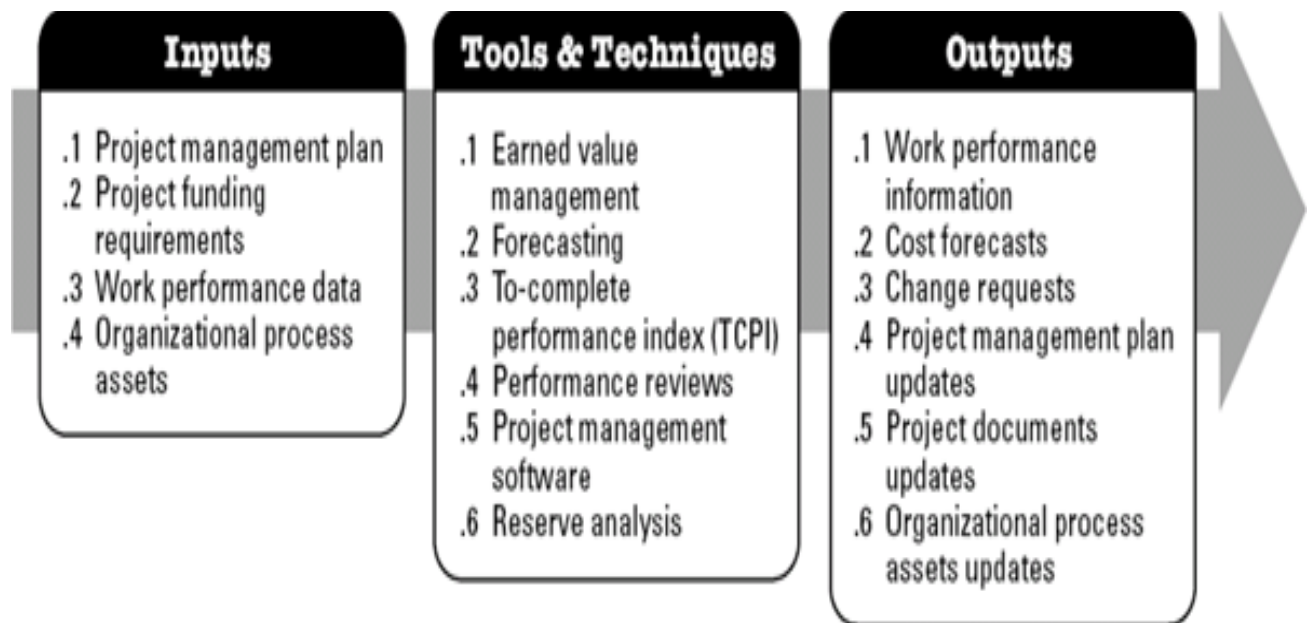 Inputs
.1 Project management plan
.2 Project funding
requirements
.3 Work performance data
.4 Organizational process
assets
Tools & Techniques
.1 Earned value
management
.2 Forecasting
.3 To-complete
performance index (TCPI)
.4 Performance reviews
.5 Project management
software
.6 Reserve analysis
Outputs
.1 Work performance
information
.2 Cost forecasts
.3 Change requests
.4 Project management plan
updates
.5 Project documents
updates
.6 Organizational process
assets updates